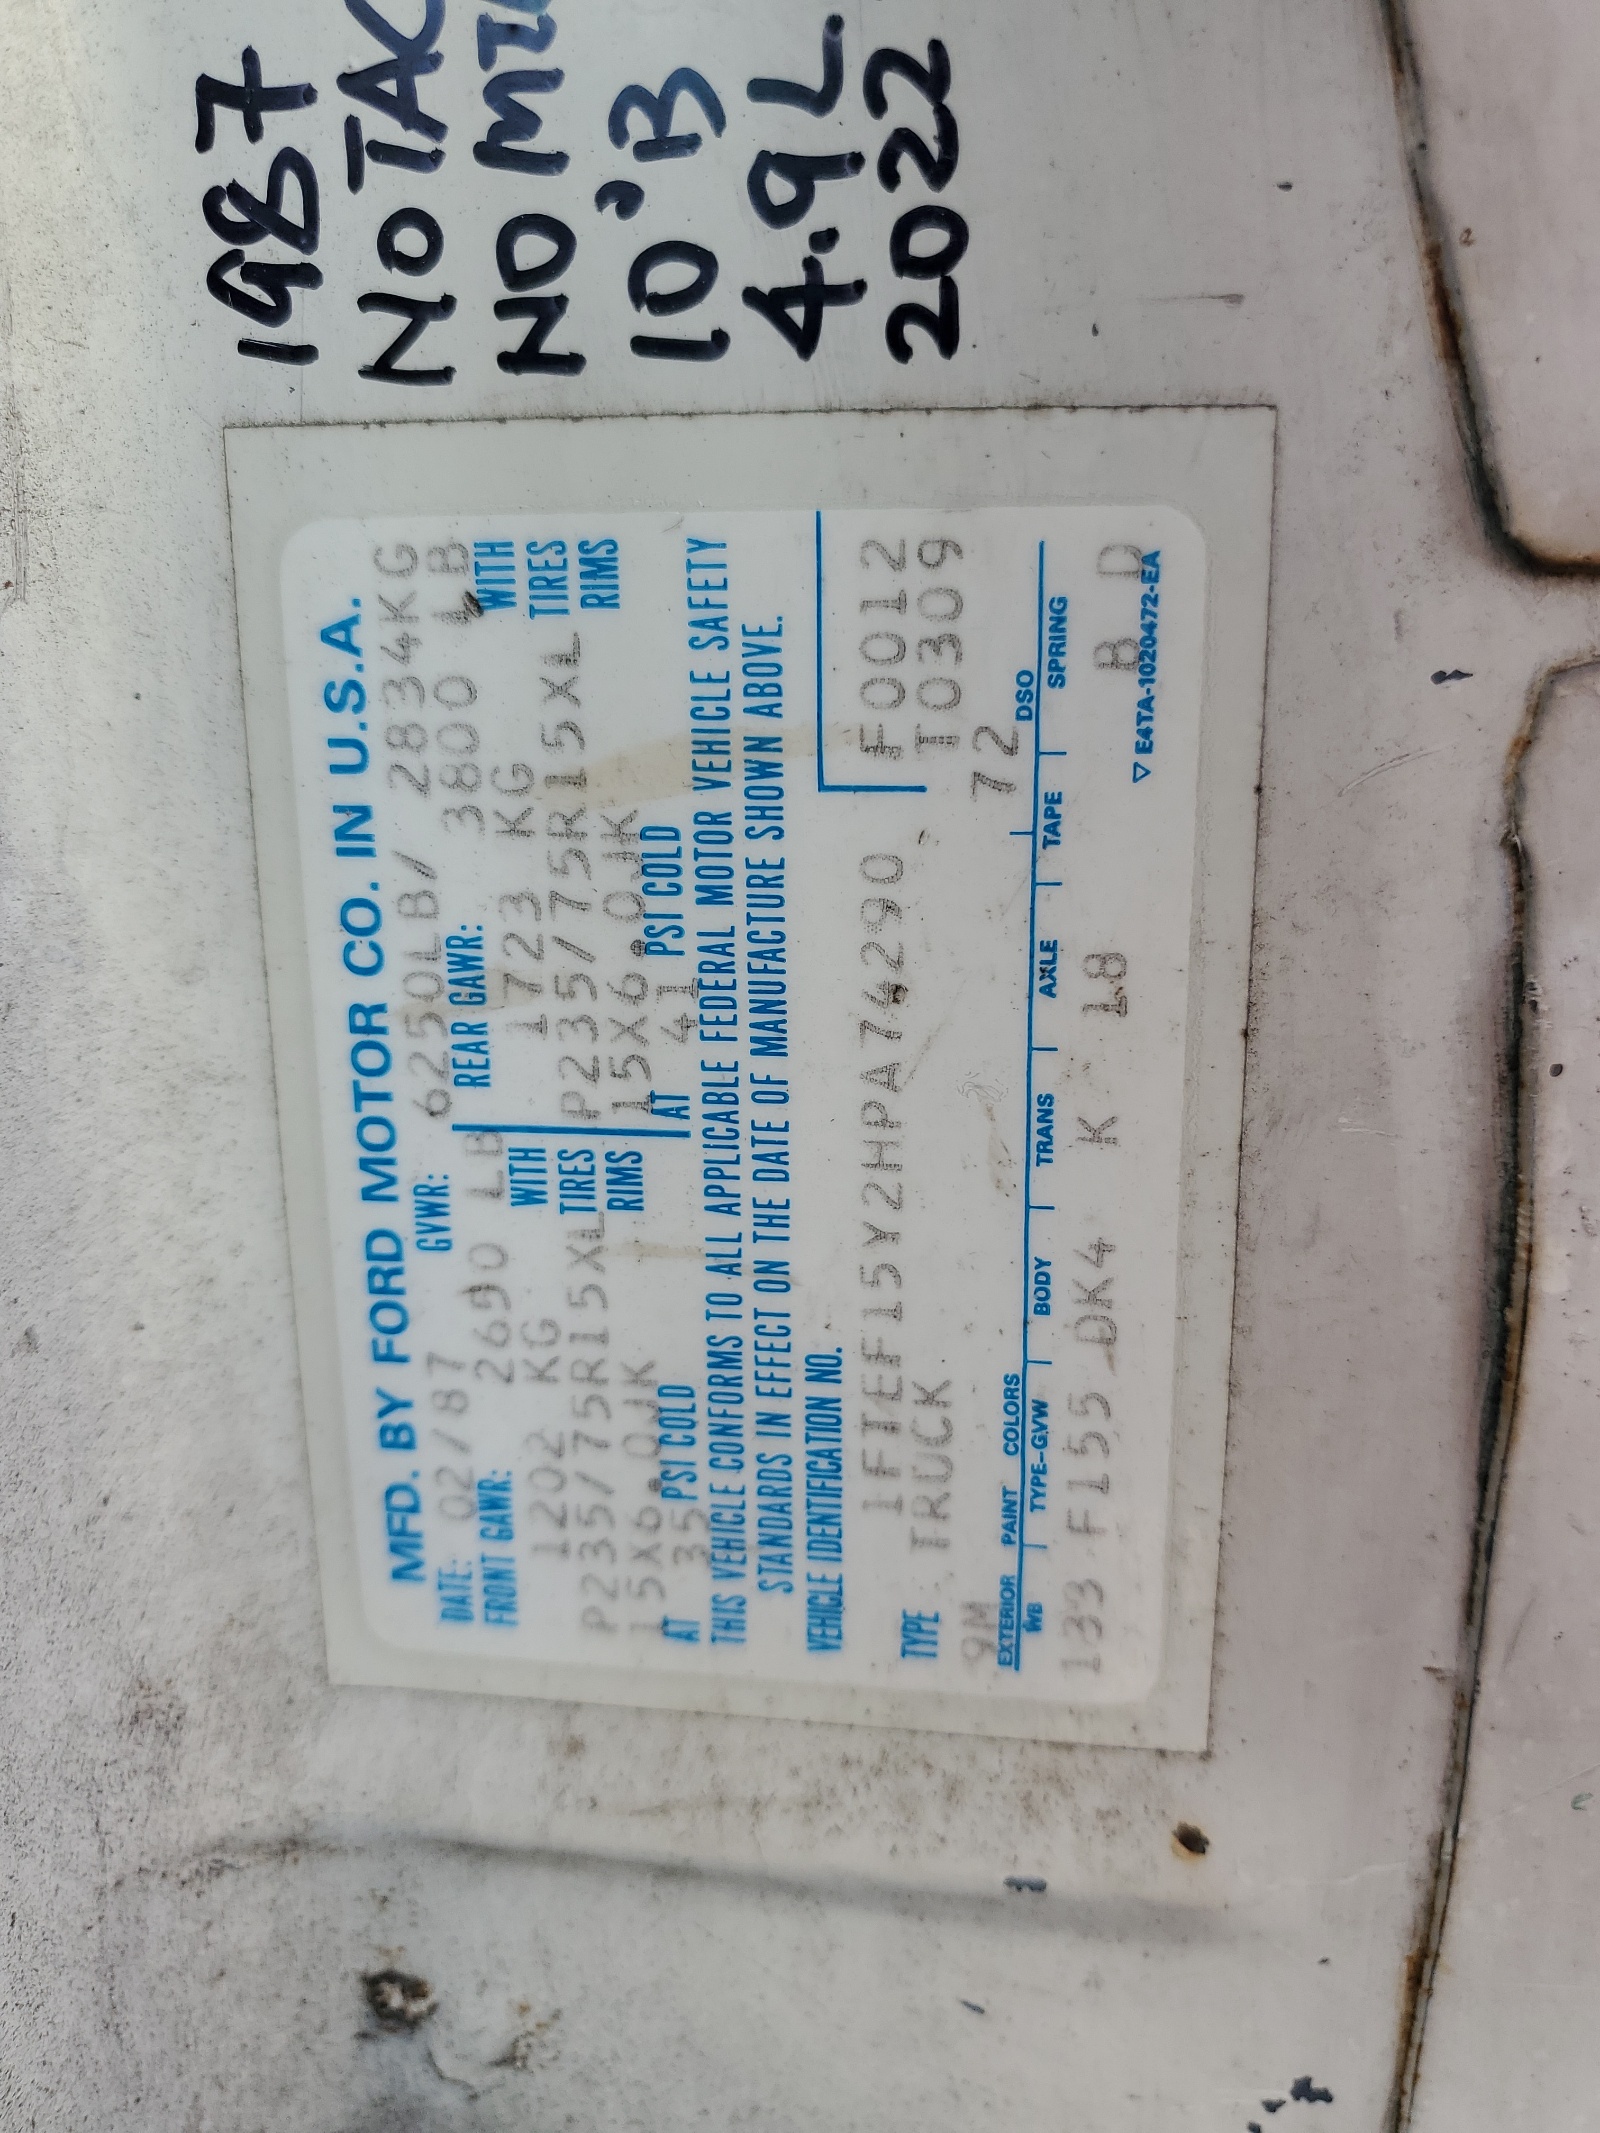 1987
NO TAC
NO MT
10'B
4.9L
2022
MFD. BY FORD MOTOR CO. IN U.S.A.
DATE: 02/87 GVWR: 6250LB/ 2834KG
FRONT GAWR: 2690 LB REAR GAWR: 3800 LB
1202 KG WITH 1723 KG WITH
P235/75R15XL TIRES P235/75R15XL TIRES
15X6.0JK RIMS 15X6.0JK RIMS
AT 35 PSI COLD AT 41 PSI COLD
THIS VEHICLE CONFORMS TO ALL APPLICABLE FEDERAL MOTOR VEHICLE SAFETY
STANDARDS IN EFFECT ON THE DATE OF MANUFACTURE SHOWN ABOVE.
VEHICLE IDENTIFICATION NO.
1FTEF15Y2HPA74290 F0012
TYPE TRUCK T0309
9M 72
EXTERIOR PAINT COLORS DSO
WB TYPE-GVW BODY TRANS AXLE TAPE SPRING
133 F155 DK4 K 18 B D
▽ E4TA-1020472-EA